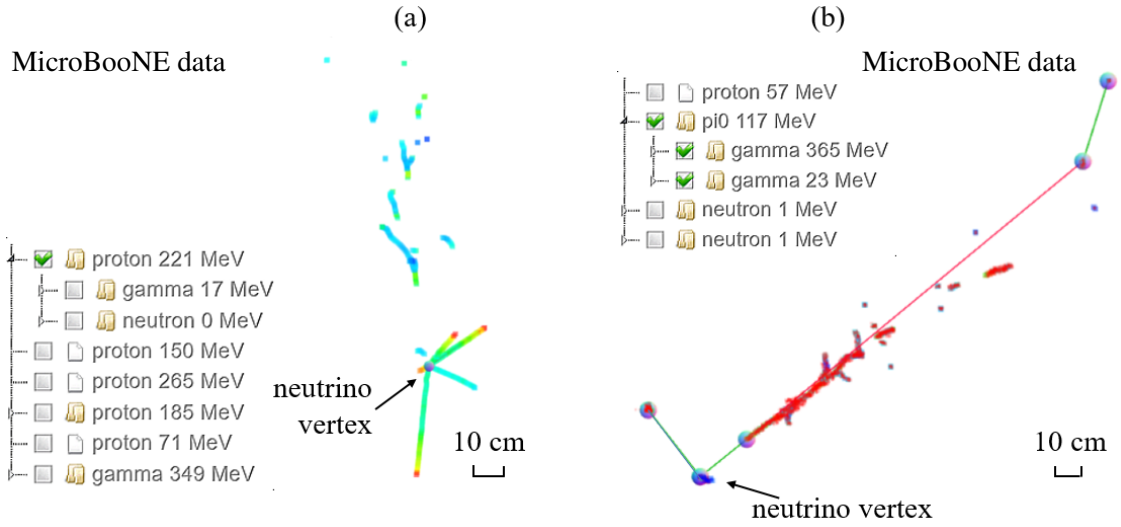 (a)
MicroBooNE data
proton 221 MeV
gamma 17 MeV
neutron 0 MeV
proton 150 MeV
proton 265 MeV
proton 185 MeV
proton 71 MeV
gamma 349 MeV
neutrino
vertex
10 cm
(b)
MicroBooNE data
proton 57 MeV
pi0 117 MeV
gamma 365 MeV
gamma 23 MeV
neutron 1 MeV
neutron 1 MeV
10 cm
neutrino vertex